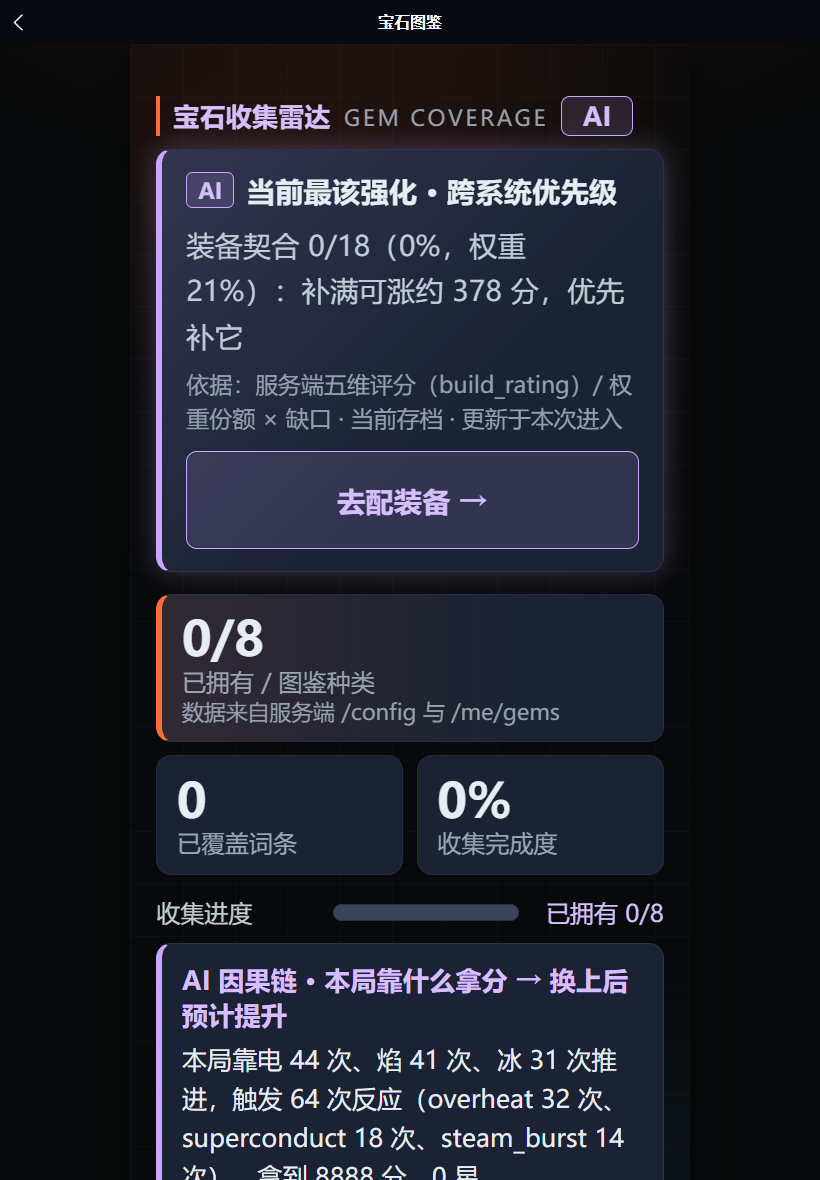 宝石图鉴
宝石收集雷达 GEM COVERAGE AI
AI 当前最该强化 · 跨系统优先级
装备契合 0/18（0%，权重
21%）：补满可涨约 378 分，优先
补它
依据：服务端五维评分（build_rating）/ 权
重份额 × 缺口 · 当前存档 · 更新于本次进入
去配装备 →
0/8
已拥有 / 图鉴种类
数据来自服务端 /config 与 /me/gems
0
已覆盖词条
0%
收集完成度
收集进度 已拥有 0/8
AI 因果链 · 本局靠什么拿分 → 换上后
预计提升
本局靠电 44 次、焰 41 次、冰 31 次推
进，触发 64 次反应（overheat 32 次、
superconduct 18 次、steam_burst 14
次），拿到 8888 分、0 星